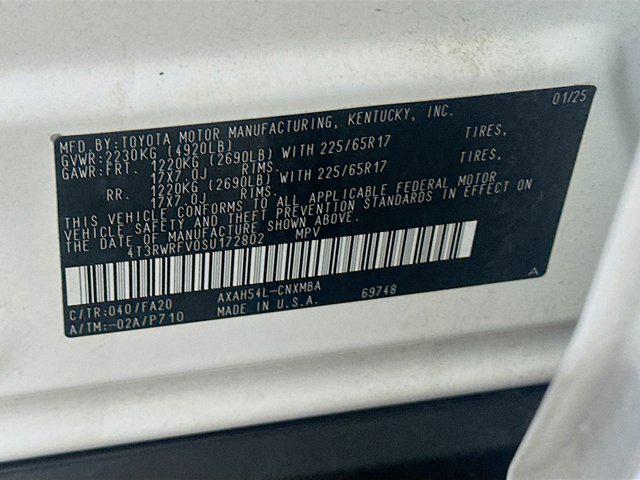 01/25
MFD.BY:TOYOTA MOTOR MANUFACTURING, KENTUCKY, INC.
GVWR:2230KG (4920LB)
GAWR:FRT. 1220KG (2690LB) WITH 225/65R17 TIRES,
17X7.0J RIMS.
RR. 1220KG (2690LB) WITH 225/65R17 TIRES,
17X7.0J RIMS.
THIS VEHICLE CONFORMS TO ALL APPLICABLE FEDERAL MOTOR
VEHICLE SAFETY AND THEFT PREVENTION STANDARDS IN EFFECT ON
THE DATE OF MANUFACTURE SHOWN ABOVE.
4T3RWRFV0SU172802 MPV
C/TR:040/FA20 AXAH54L-CNXMBA 69748 A
A/TM:-02A/P710 MADE IN U.S.A.